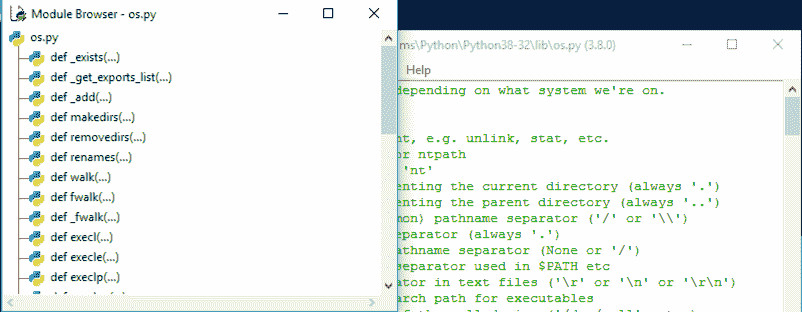 Module Browser - os.py
os.py
def _exists(...)
def _get_exports_list(...)
def _add(...)
def makedirs(...)
def removedirs(...)
def renames(...)
def walk(...)
def fwalk(...)
def _fwalk(...)
def execl(...)
def execle(...)
def execlp(...)
ms\Python\Python38-32\lib\os.py (3.8.0)
Help
depending on what system we're on.
nt, e.g. unlink, stat, etc.
or ntpath
'nt'
enting the current directory (always '.')
enting the parent directory (always '..')
mon) pathname separator ('/' or '\\')
eparator (always '.')
athname separator (None or '/')
separator used in $PATH etc
ator in text files ('\r' or '\n' or '\r\n')
arch path for executables